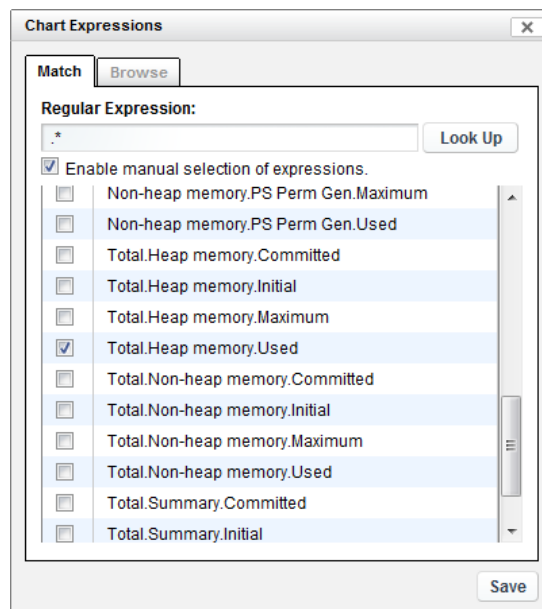 Chart Expressions
Match Browse
Regular Expression:
.* Look Up
Enable manual selection of expressions.
Non-heap memory.PS Perm Gen.Maximum
Non-heap memory.PS Perm Gen.Used
Total.Heap memory.Committed
Total.Heap memory.Initial
Total.Heap memory.Maximum
Total.Heap memory.Used
Total.Non-heap memory.Committed
Total.Non-heap memory.Initial
Total.Non-heap memory.Maximum
Total.Non-heap memory.Used
Total.Summary.Committed
Total.Summary.Initial
Save